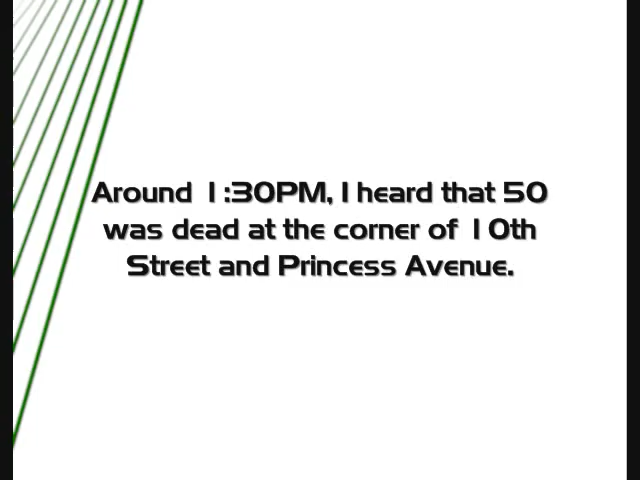 Around 1:30PM, I heard that 50
was dead at the corner of 10th
Street and Princess Avenue.